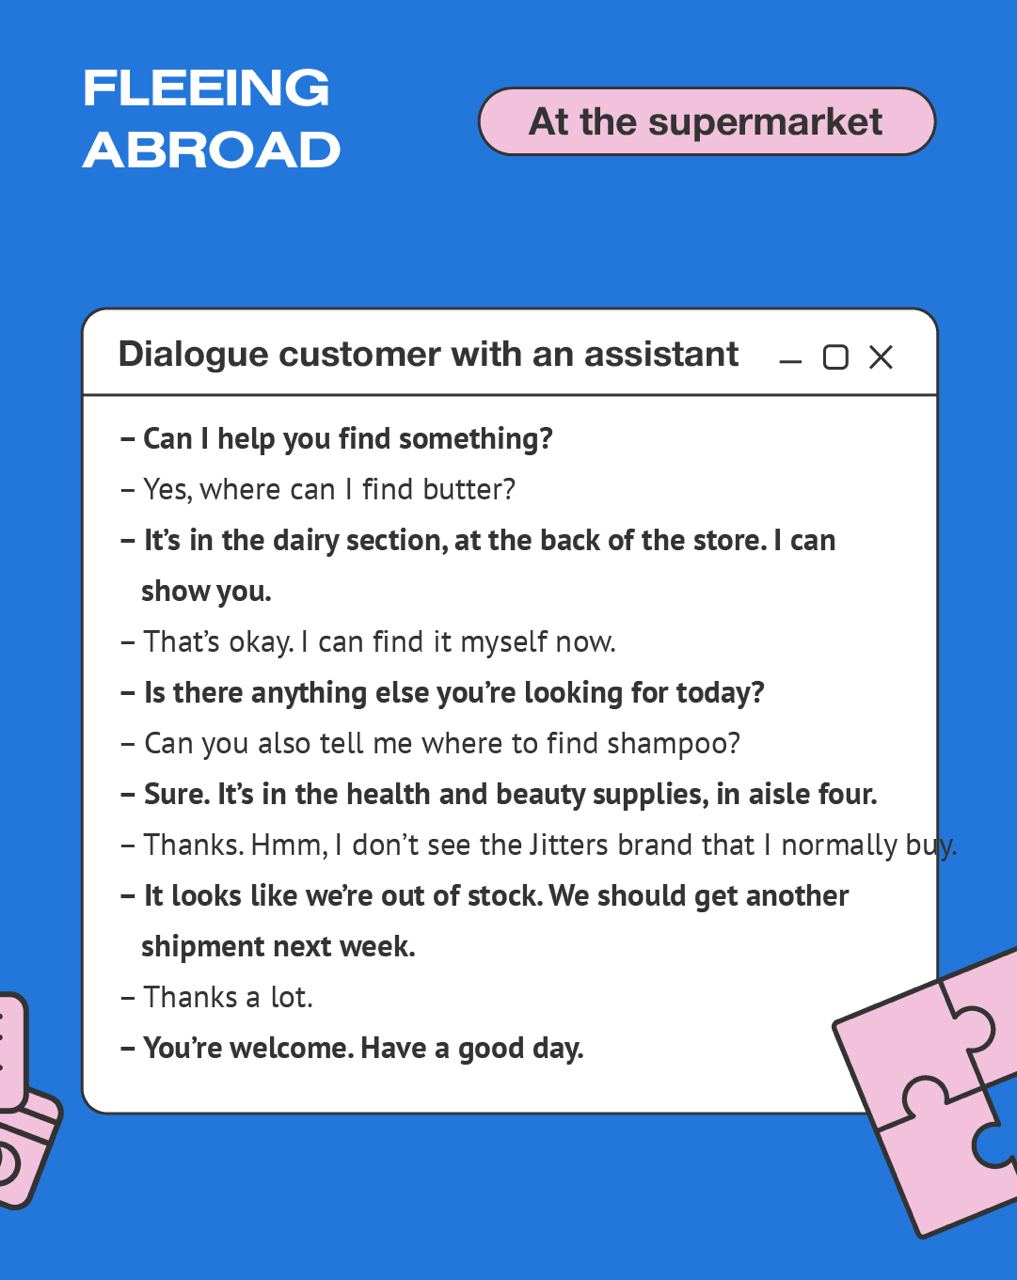 FLEEING
ABROAD
At the supermarket
Dialogue customer with an assistant
– Can I help you find something?
– Yes, where can I find butter?
– It’s in the dairy section, at the back of the store. I can
show you.
– That’s okay. I can find it myself now.
– Is there anything else you’re looking for today?
– Can you also tell me where to find shampoo?
– Sure. It’s in the health and beauty supplies, in aisle four.
– Thanks. Hmm, I don’t see the Jitters brand that I normally buy.
– It looks like we’re out of stock. We should get another
shipment next week.
– Thanks a lot.
– You’re welcome. Have a good day.